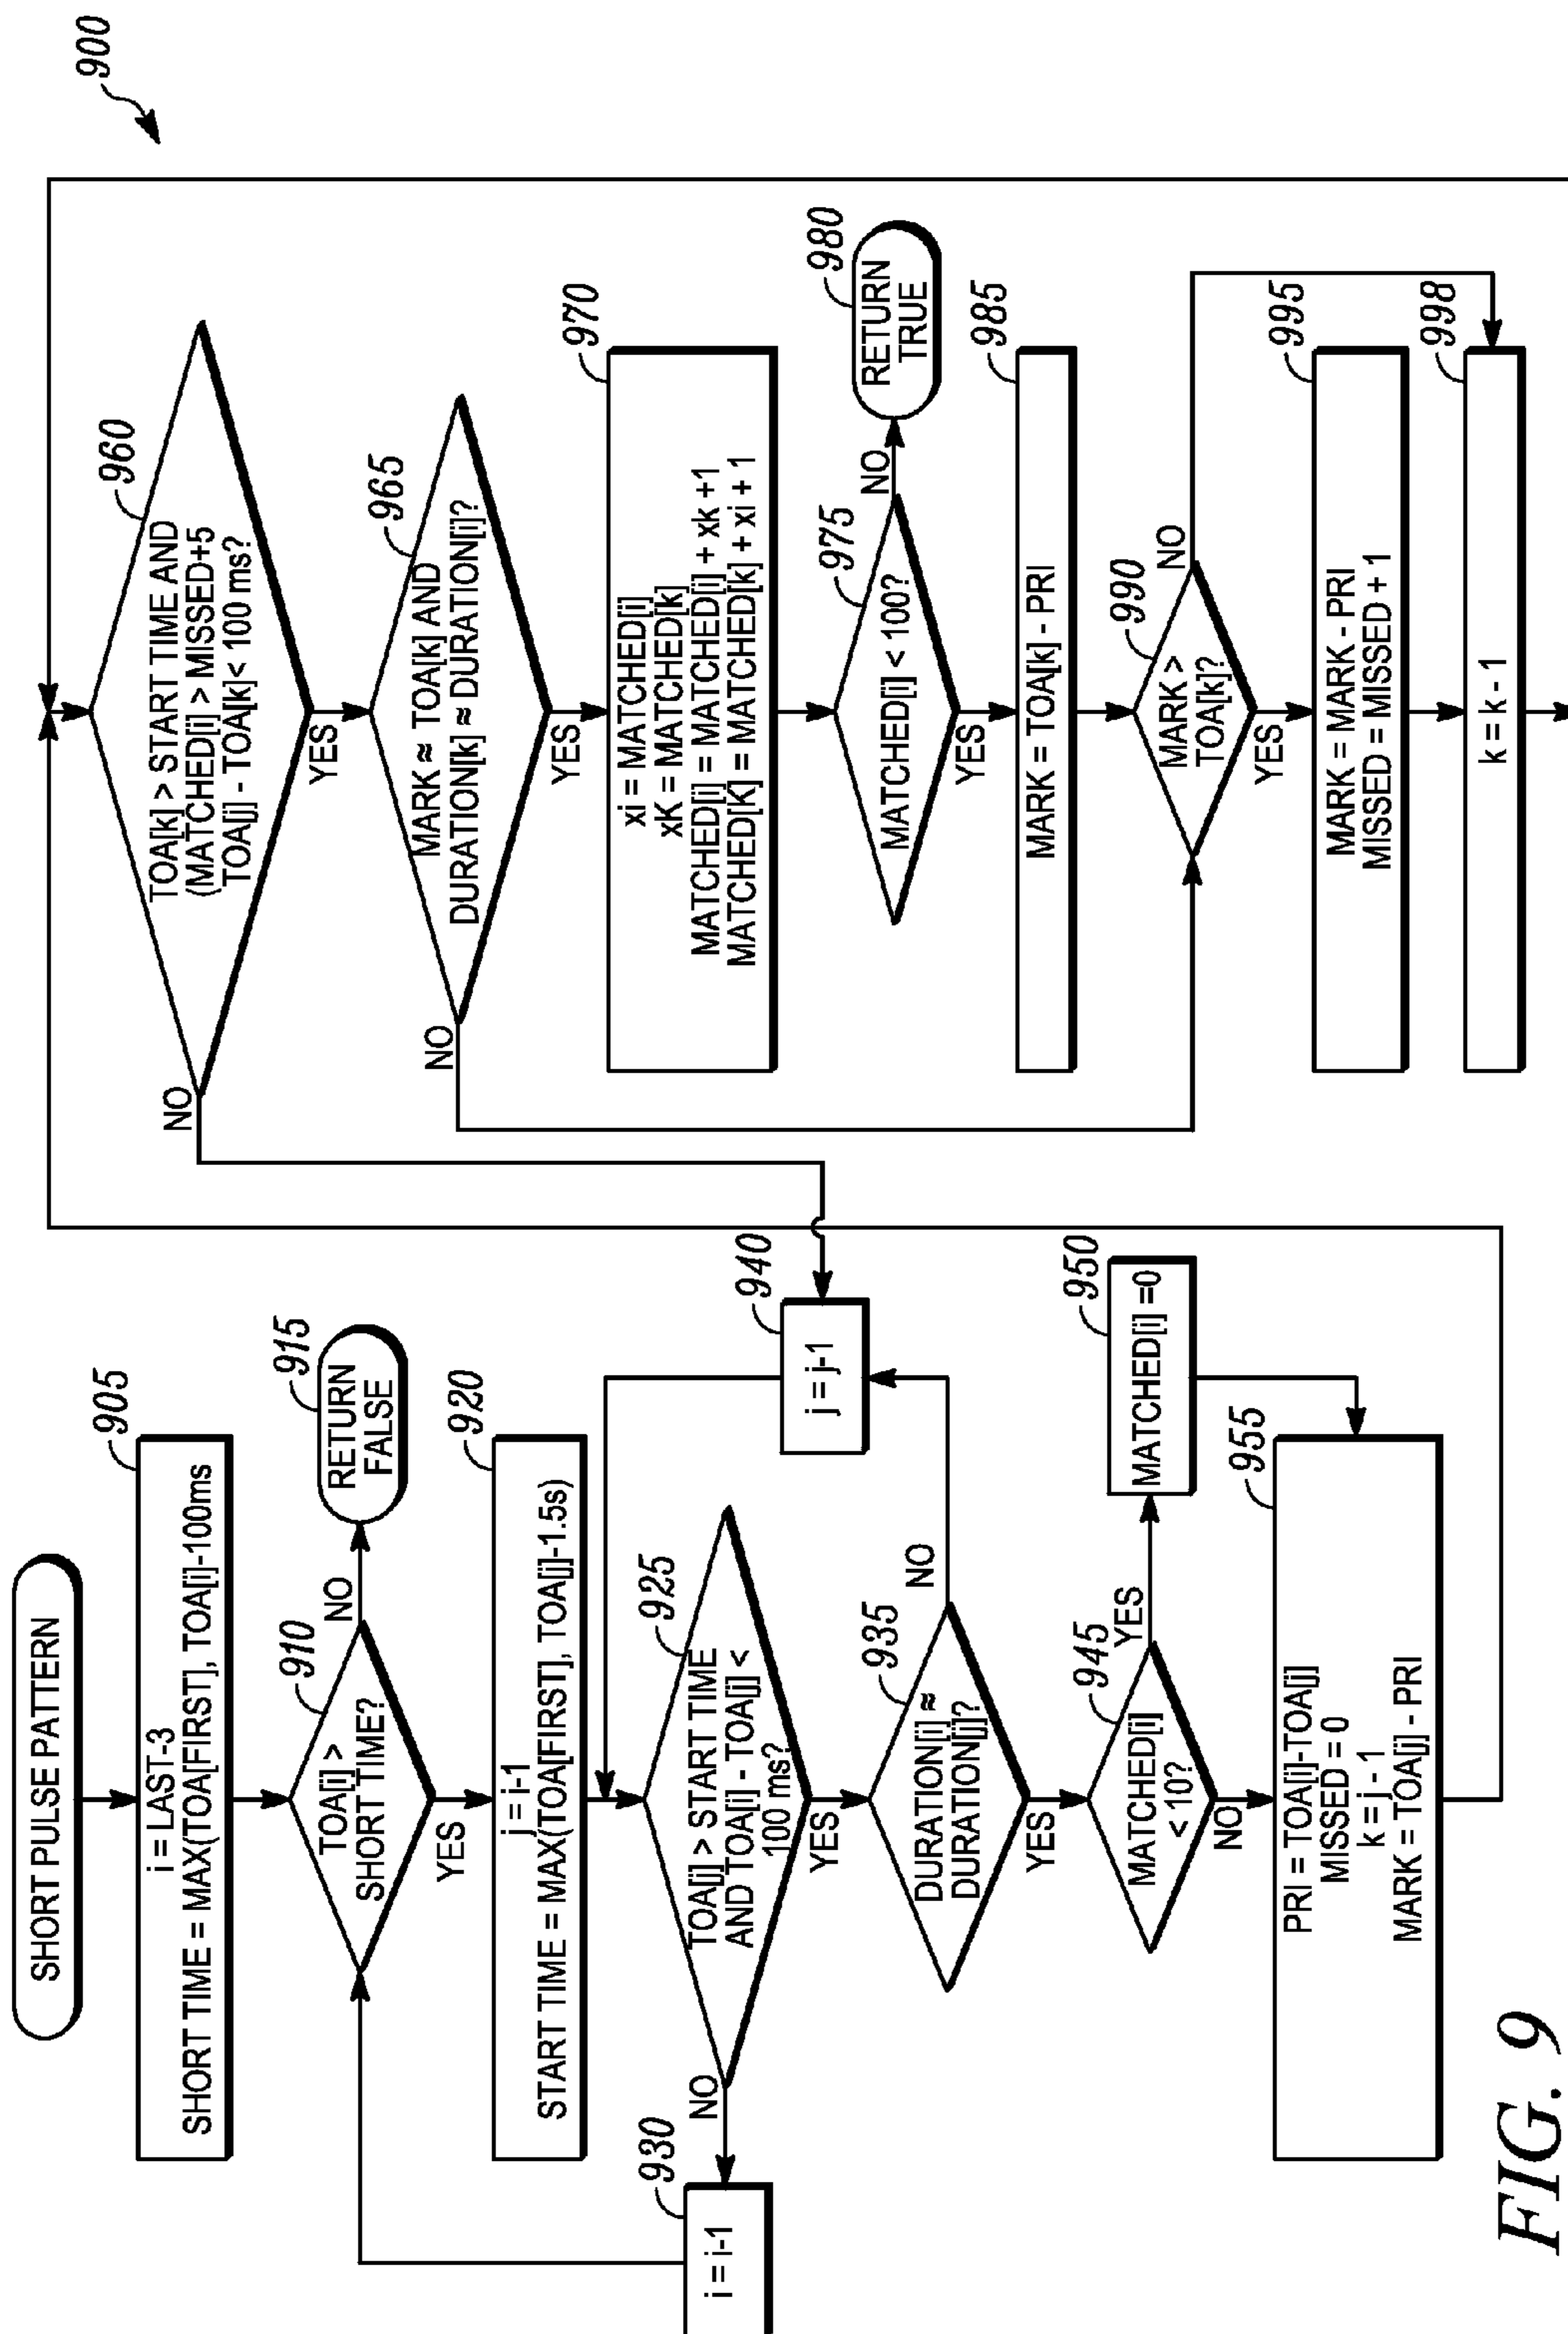 900
SHORT PULSE PATTERN
905
i = LAST-3
SHORT TIME = MAX(TOA[FIRST], TOA[i]-100ms
910
TOA[i] >
SHORT TIME?
NO
915
RETURN
FALSE
YES
920
j = i-1
START TIME = MAX(TOA[FIRST], TOA[j]-1.5s)
925
TOA[j] > START TIME
AND TOA[i] - TOA[j] <
100 ms?
NO
930
i = i-1
YES
935
DURATION[i] ≈
DURATION[j]?
NO
940
j = j-1
YES
945
MATCHED[i]
< 10?
YES
950
MATCHED[i] =0
NO
955
PRI = TOA[i]-TOA[j]
MISSED = 0
k = j - 1
MARK = TOA[j] - PRI
960
TOA[k] > START TIME AND
(MATCHED[i] > MISSED+5
TOA[j] - TOA[k]< 100 ms?
NO
YES
965
MARK ≈ TOA[k] AND
DURATION[k] ≈ DURATION[i]?
NO
YES
970
xi = MATCHED[i]
xK = MATCHED[k]
MATCHED[i] = MATCHED[i] + xk +1
MATCHED[K] = MATCHED[k] + xi + 1
975
MATCHED[i] < 100?
NO
980
RETURN
TRUE
YES
985
MARK = TOA[k] - PRI
990
MARK >
TOA[k]?
NO
YES
995
MARK = MARK - PRI
MISSED = MISSED + 1
998
k = k - 1
FIG. 9